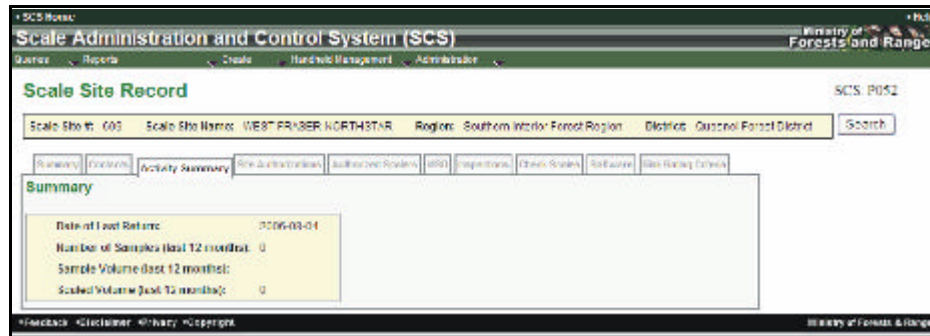 SCS Home Help
Scale Administration and Control System (SCS) Ministry of
Forests and Range
Queries Reports Create Handheld Management Administration
Scale Site Record SCS P052
Scale Site #: Scale Site Name: WEST FRASER NORTHSTAR Region: Southern Interior Forest Region District: Quesnel Forest District Search
Summary Contacts Activity Summary Site Authorizations Authorized Scalers Inspections Check Scales Software Site Rating Criteria
Summary
Date of Last Return:
Number of Samples (last 12 months): 0
Sample Volume (last 12 months):
Scaled Volume (last 12 months): 0
Feedback Disclaimer Privacy Copyright Ministry of Forests & Range